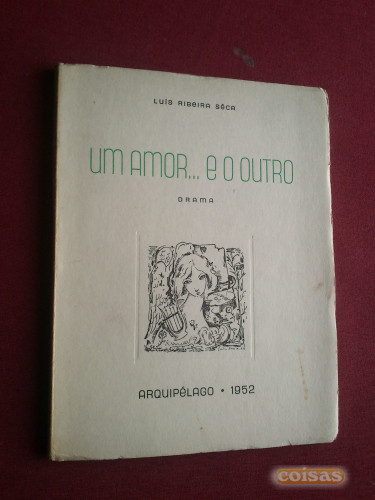 LUÍS RIBEIRA SÊCA
UM AMOR... E O OUTRO
DRAMA
ARQUIPÉLAGO • 1952
coisas